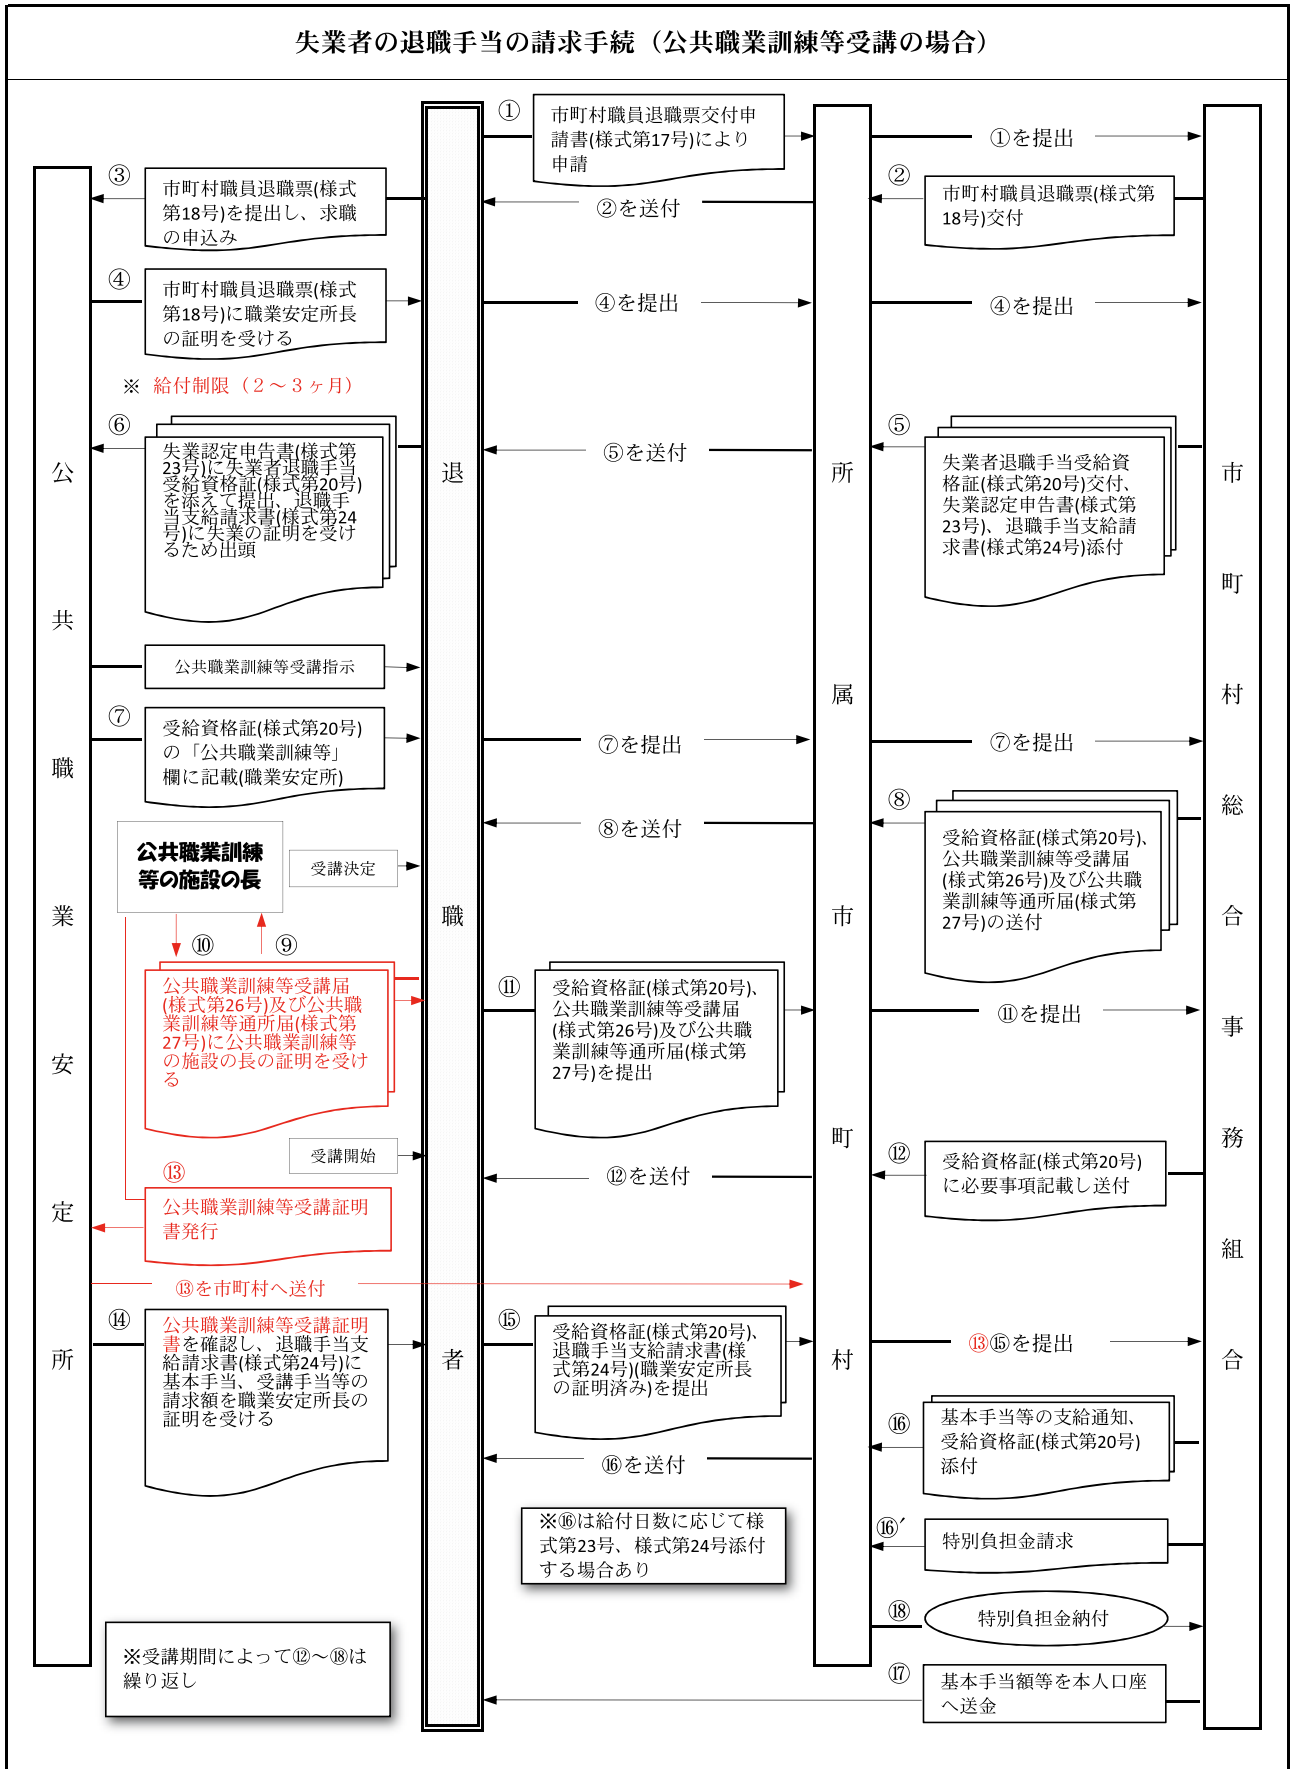 失業者の退職手当の請求手続（公共職業訓練等受講の場合）
公共職業安定所
退職者
所属市町村
市町村総合事務組合
①
市町村職員退職票交付申
請書(様式第17号)により
申請
①を提出
③
市町村職員退職票(様式
第18号)を提出し、求職
の申込み
②を送付
②
市町村職員退職票(様式第
18号)交付
④
市町村職員退職票(様式
第18号)に職業安定所長
の証明を受ける
④を提出
④を提出
※ 給付制限（２～３ヶ月）
⑥
失業認定申告書(様式第
23号)に失業者退職手当
受給資格証(様式第20号)
を添えて提出、退職手
当支給請求書(様式第24
号)に失業の証明を受け
るため出頭
⑤を送付
⑤
失業者退職手当受給資
格証(様式第20号)交付、
失業認定申告書(様式第
23号)、退職手当支給請
求書(様式第24号)添付
公共職業訓練等受講指示
⑦
受給資格証(様式第20号)
の「公共職業訓練等」
欄に記載(職業安定所)
⑦を提出
⑦を提出
公共職業訓練
等の施設の長
受講決定
⑧を送付
⑧
受給資格証(様式第20号)、
公共職業訓練等受講届
(様式第26号)及び公共職
業訓練等通所届(様式第
27号)の送付
⑩
⑨
公共職業訓練等受講届
(様式第26号)及び公共職
業訓練等通所届(様式第
27号)に公共職業訓練等
の施設の長の証明を受け
る
⑪
受給資格証(様式第20号)、
公共職業訓練等受講届
(様式第26号)及び公共職
業訓練等通所届(様式第
27号)を提出
⑪を提出
受講開始
⑫を送付
⑫
受給資格証(様式第20号)
に必要事項記載し送付
⑬
公共職業訓練等受講証明
書発行
⑬を市町村へ送付
⑭
公共職業訓練等受講証明
書を確認し、退職手当支
給請求書(様式第24号)に
基本手当、受講手当等の
請求額を職業安定所長の
証明を受ける
⑮
受給資格証(様式第20号)、
退職手当支給請求書(様
式第24号)(職業安定所長
の証明済み)を提出
⑬⑮を提出
⑯を送付
⑯
基本手当等の支給通知、
受給資格証(様式第20号)
添付
※⑯は給付日数に応じて様
式第23号、様式第24号添付
する場合あり
⑯′
特別負担金請求
⑱
特別負担金納付
※受講期間によって⑫～⑱は
繰り返し
⑰
基本手当額等を本人口座
へ送金